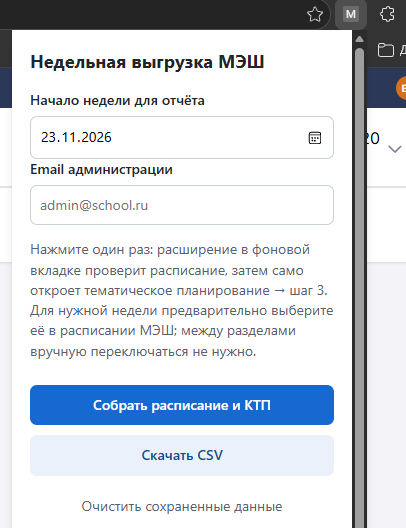 M
Недельная выгрузка МЭШ
Начало недели для отчёта
23.11.2026
20
Email администрации
admin@school.ru
Нажмите один раз: расширение в фоновой
вкладке проверит расписание, затем само
откроет тематическое планирование → шаг 3.
Для нужной недели предварительно выберите
её в расписании МЭШ; между разделами
вручную переключаться не нужно.
Собрать расписание и КТП
Скачать CSV
Очистить сохраненные данные